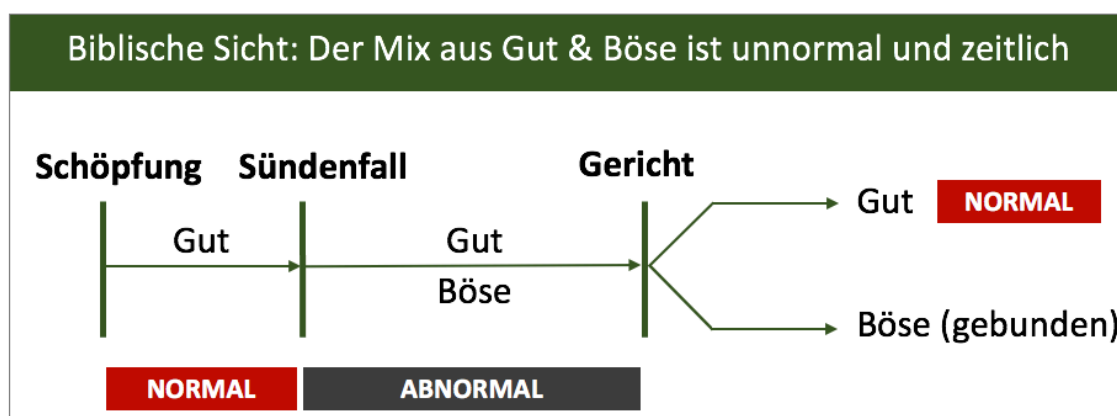 Biblische Sicht: Der Mix aus Gut & Böse ist unnormal und zeitlich
Schöpfung Sündenfall Gericht
Gut NORMAL
Gut Gut
Böse
Böse (gebunden)
NORMAL ABNORMAL